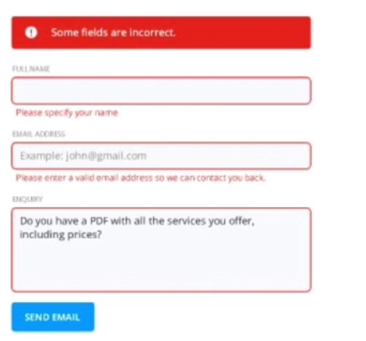 Some fields are incorrect.
FULL NAME
Please specify your name
EMAIL ADDRESS
Example: john@gmail.com
Please enter a valid email address so we can contact you back.
ENQUIRY
Do you have a PDF with all the services you offer,
including prices?
SEND EMAIL